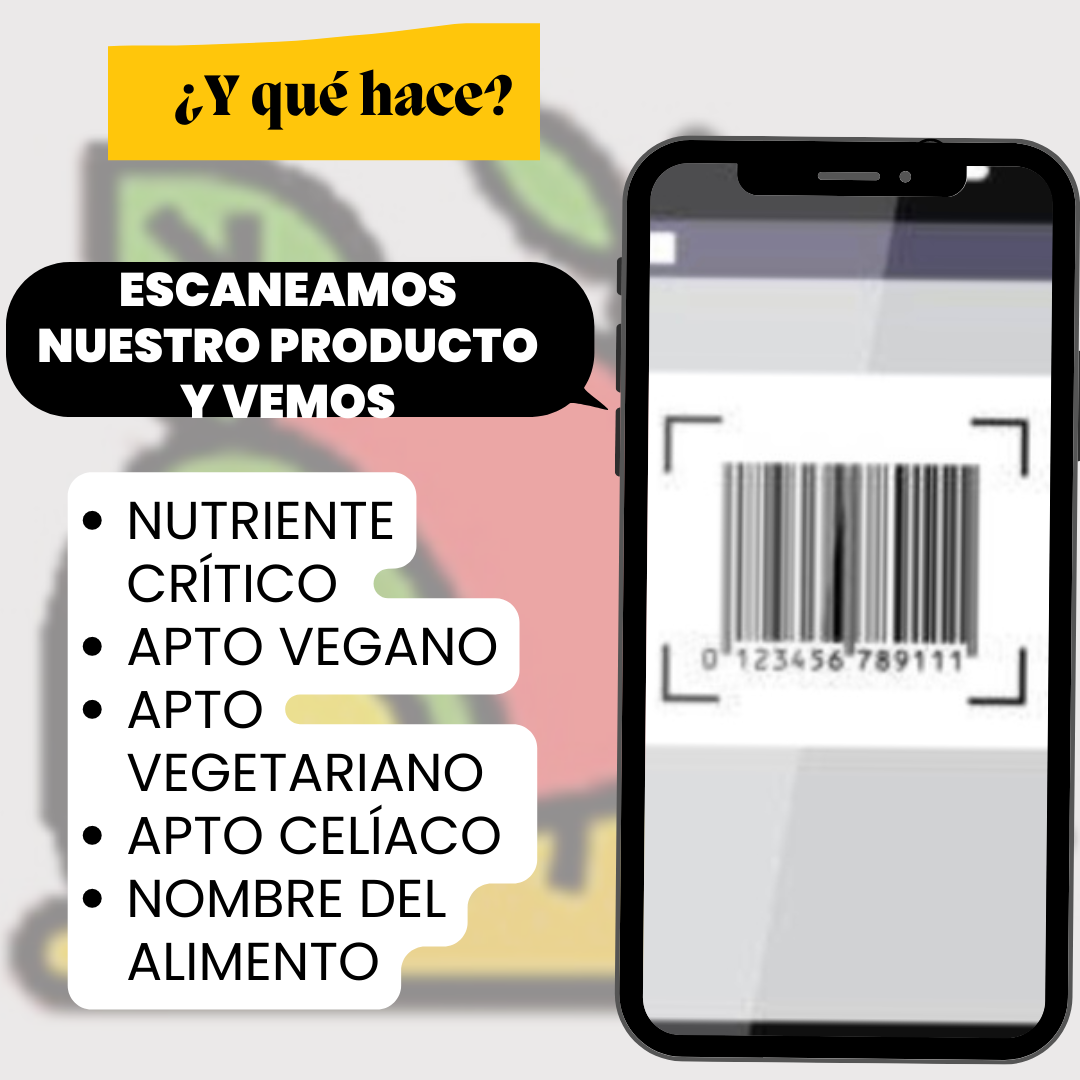 ¿Y qué hace?
ESCANEAMOS
NUESTRO PRODUCTO
Y VEMOS
• NUTRIENTE
CRÍTICO
• APTO VEGANO
• APTO
VEGETARIANO
• APTO CELÍACO
• NOMBRE DEL
ALIMENTO
0 123456 789111